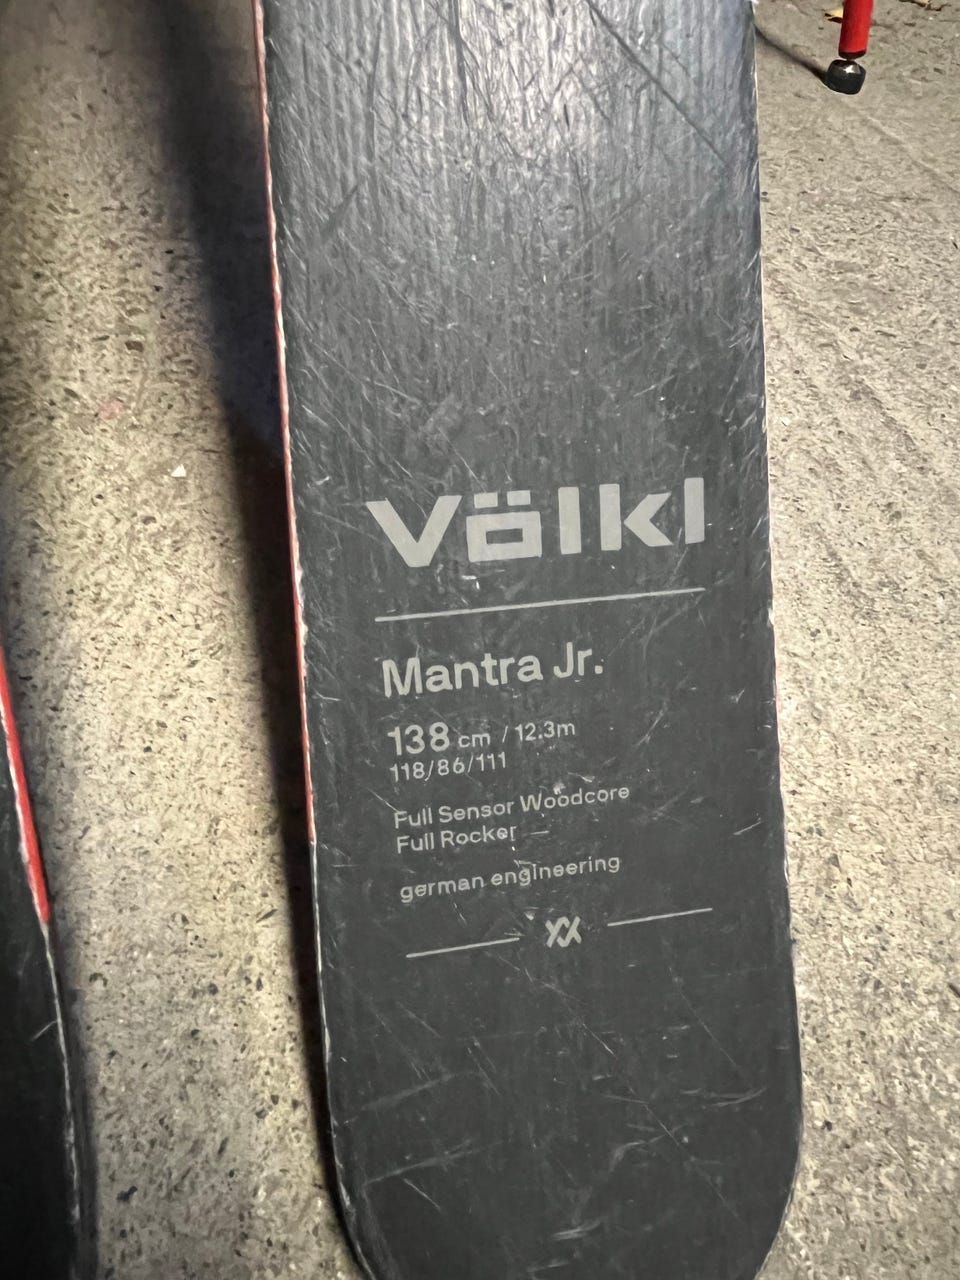 Völkl
Mantra Jr.
138 cm / 12.3m
118/86/111
Full Sensor Woodcore
Full Rocker
german engineering